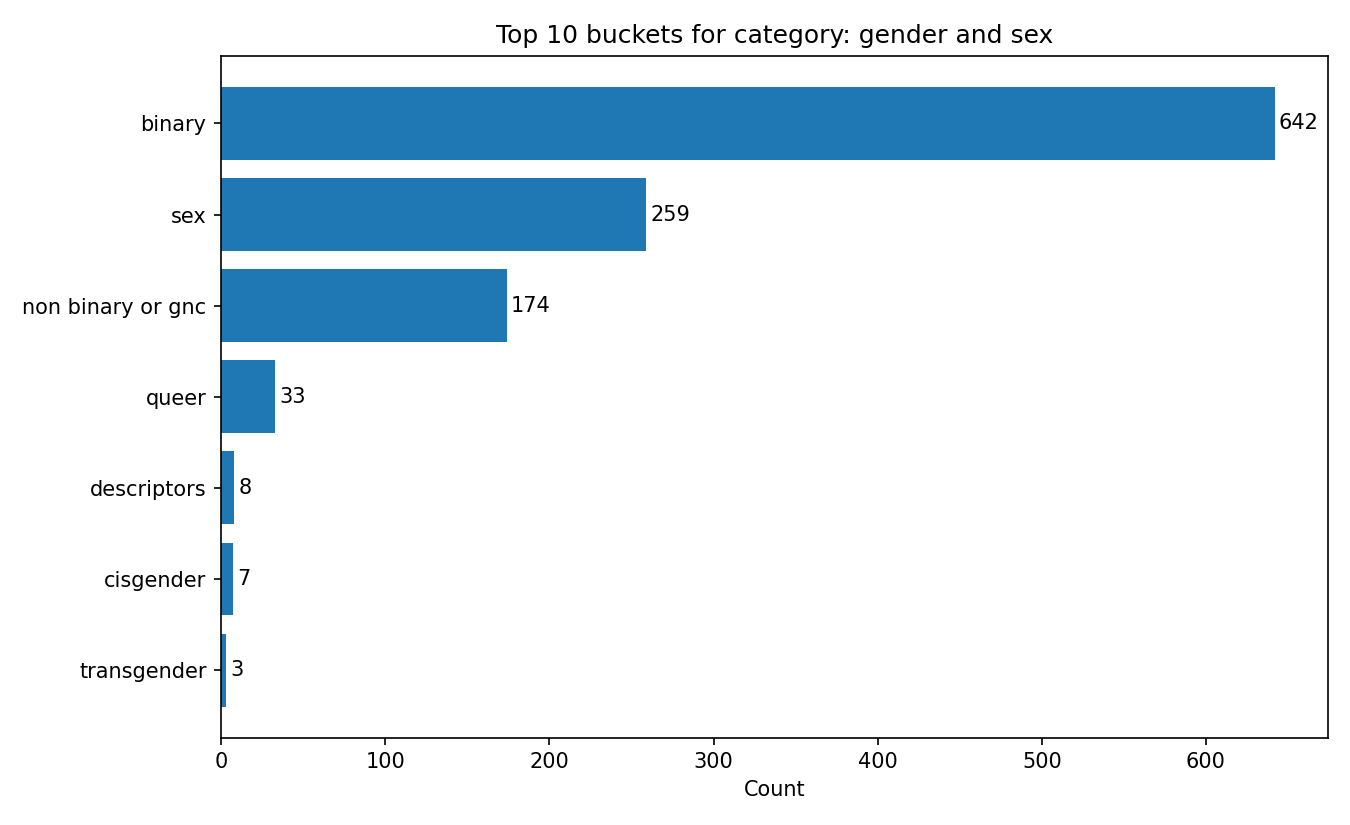 Top 10 buckets for category: gender and sex
binary
642
sex
259
non binary or gnc
174
queer
33
descriptors
8
cisgender
7
transgender
3
0 100 200 300 400 500 600
Count